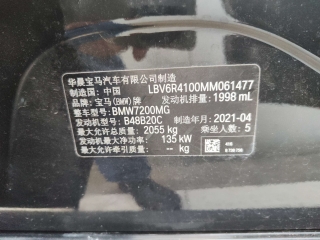 华晨宝马汽车有限公司制造
制造国: 中国 LBV6R4100MM061477
品牌: 宝马(BMW)牌 发动机排量: 1998 mL
整车型号: BMW7200MG
发动机型号: B48B20C 制造年月: 2021-04
最大允许总质量: 2055 kg 乘坐人数: 5
发动机最大净功率: 135 kW
最大允许牵引质量: -- kg